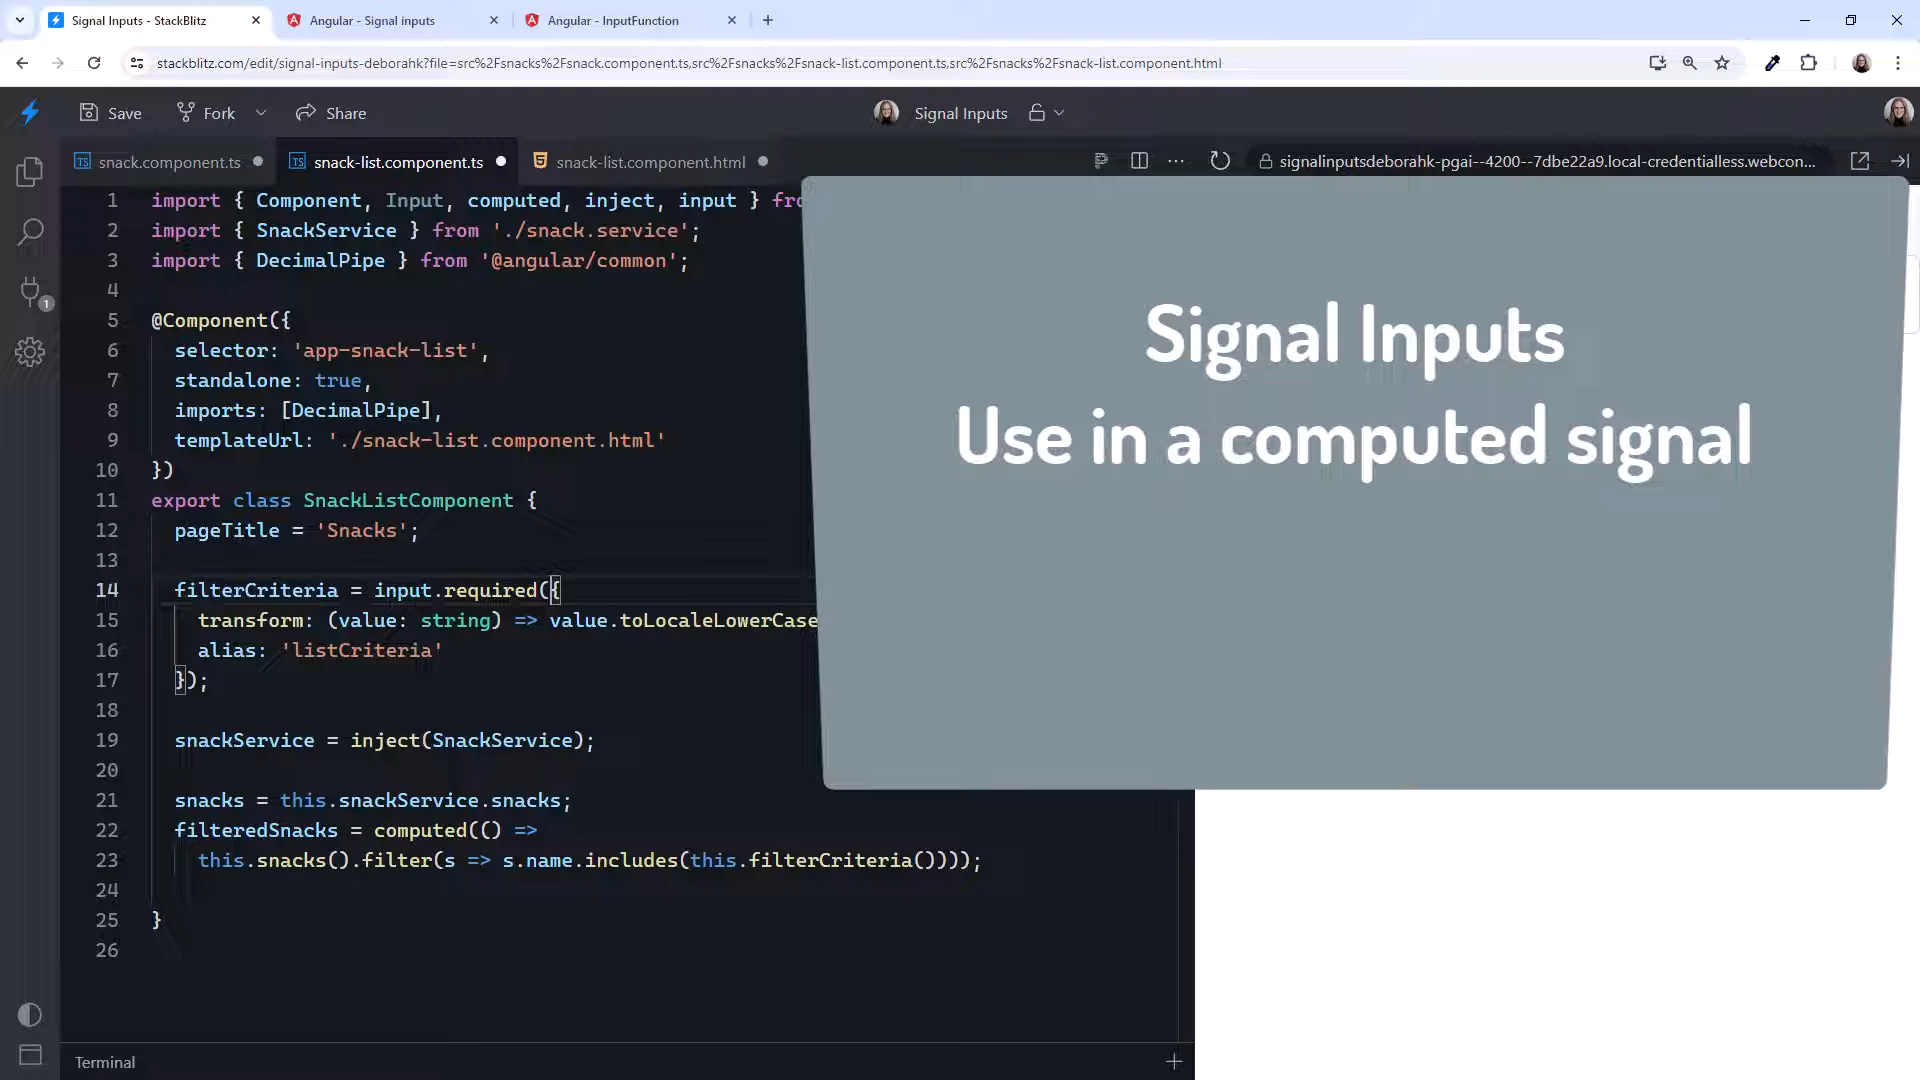 Signal Inputs - StackBlitz
Angular - Signal inputs
Angular - InputFunction
stackblitz.com/edit/signal-inputs-deborahk?file=src%2Fsnacks%2Fsnack.component.ts,src%2Fsnacks%2Fsnack-list.component.ts,src%2Fsnacks%2Fsnack-list.component.html
Save
Fork
Share
Signal Inputs
snack.component.ts
snack-list.component.ts
snack-list.component.html
signalinputsdeborahk-pgai--4200--7dbe22a9.local-credentialless.webcon...
1 import { Component, Input, computed, inject, input } fro
2 import { SnackService } from './snack.service';
3 import { DecimalPipe } from '@angular/common';
4
5 @Component({
6 selector: 'app-snack-list',
7 standalone: true,
8 imports: [DecimalPipe],
9 templateUrl: './snack-list.component.html'
10 })
11 export class SnackListComponent {
12 pageTitle = 'Snacks';
13
14 filterCriteria = input.required({
15 transform: (value: string) => value.toLocaleLowerCase
16 alias: 'listCriteria'
17 });
18
19 snackService = inject(SnackService);
20
21 snacks = this.snackService.snacks;
22 filteredSnacks = computed(() =>
23 this.snacks().filter(s => s.name.includes(this.filterCriteria())));
24
25 }
26
1
Signal Inputs
Use in a computed signal
Terminal